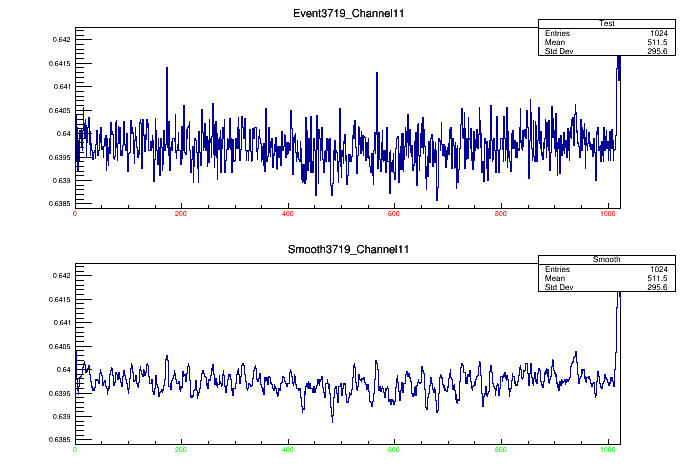 Event3719_Channel11
Test
Entries 1024
Mean 511.5
Std Dev 295.6
0.642
0.6415
0.641
0.6405
0.64
0.6395
0.639
0.6385
0 200 400 600 800 1000
Smooth3719_Channel11
Smooth
Entries 1024
Mean 511.5
Std Dev 295.6
0.642
0.6415
0.641
0.6405
0.64
0.6395
0.639
0.6385
0 200 400 600 800 1000